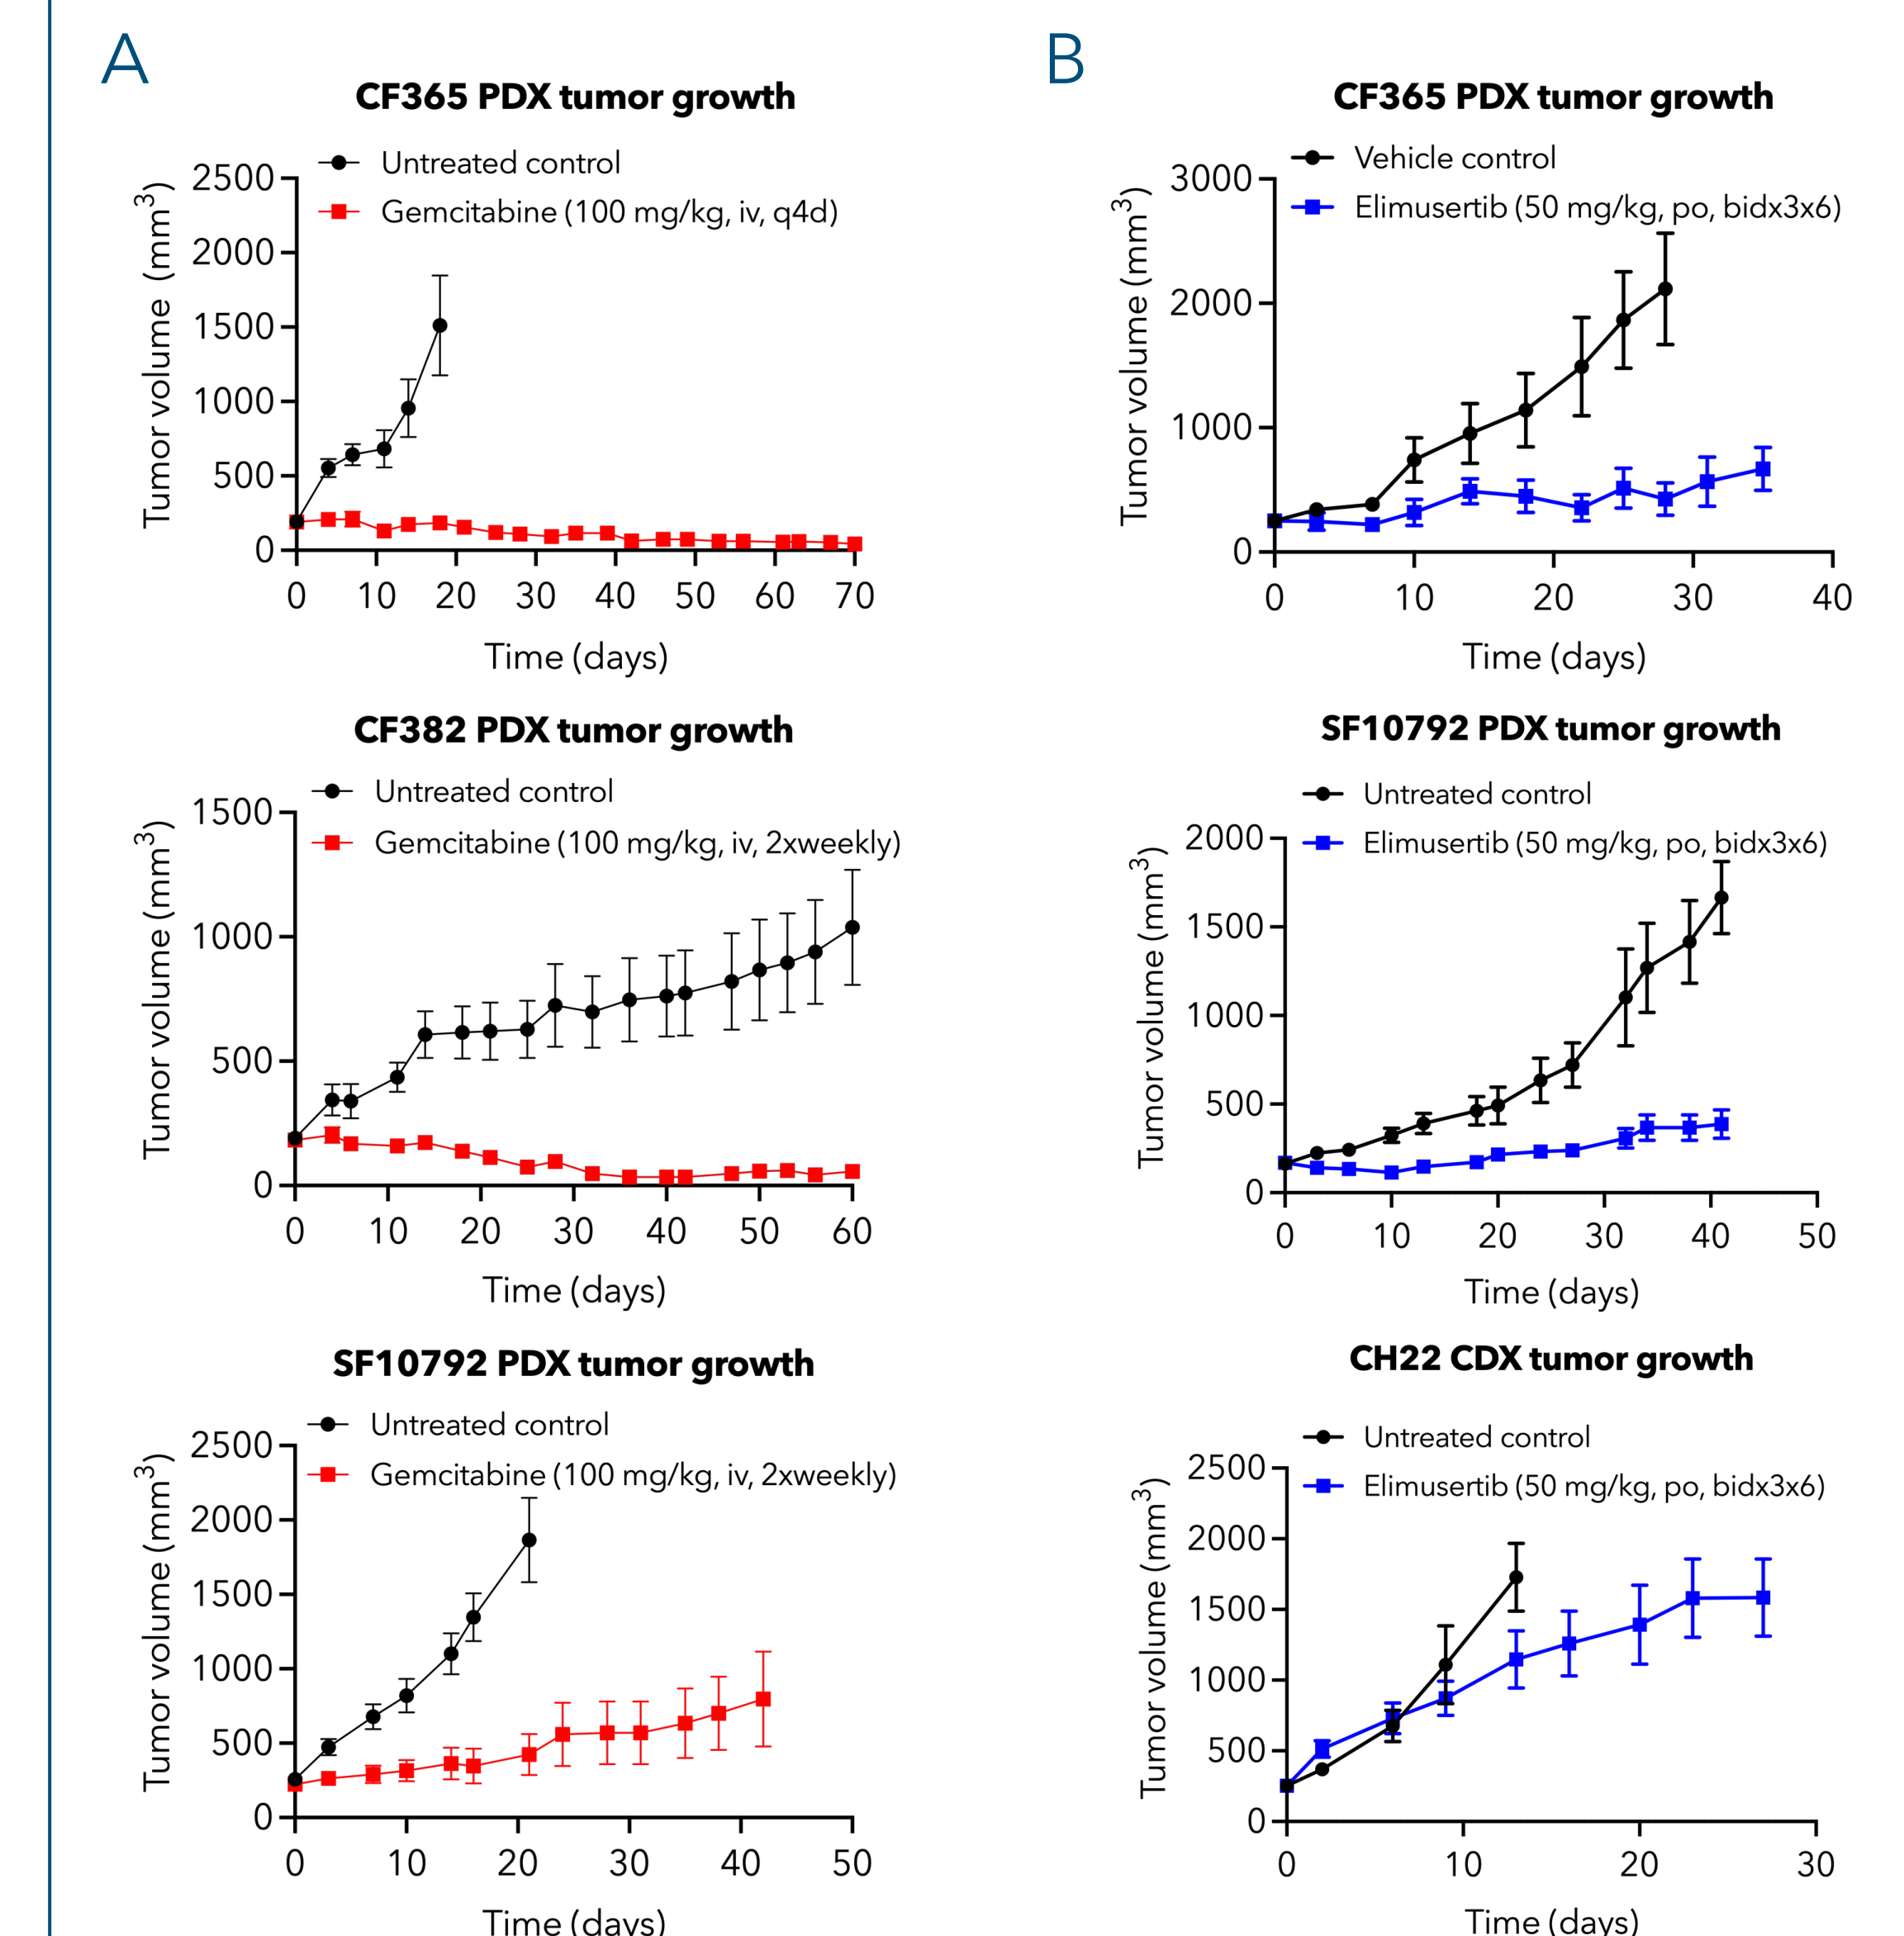 A
CF365 PDX tumor growth
Untreated control
Gemcitabine (100 mg/kg, iv, q4d)
Tumor volume (mm³)
2500
2000
1500
1000
500
0
0 10 20 30 40 50 60 70
Time (days)
CF382 PDX tumor growth
Untreated control
Gemcitabine (100 mg/kg, iv, 2xweekly)
Tumor volume (mm³)
1500
1000
500
0
0 10 20 30 40 50 60
Time (days)
SF10792 PDX tumor growth
Untreated control
Gemcitabine (100 mg/kg, iv, 2xweekly)
Tumor volume (mm³)
2500
2000
1500
1000
500
0
0 10 20 30 40 50
Time (days)
B
CF365 PDX tumor growth
Vehicle control
Elimusertib (50 mg/kg, po, bidx3x6)
Tumor volume (mm³)
3000
2000
1000
0
0 10 20 30 40
Time (days)
SF10792 PDX tumor growth
Untreated control
Elimusertib (50 mg/kg, po, bidx3x6)
Tumor volume (mm³)
2000
1500
1000
500
0
0 10 20 30 40 50
Time (days)
CH22 CDX tumor growth
Untreated control
Elimusertib (50 mg/kg, po, bidx3x6)
Tumor volume (mm³)
2500
2000
1500
1000
500
0
0 10 20 30
Time (days)